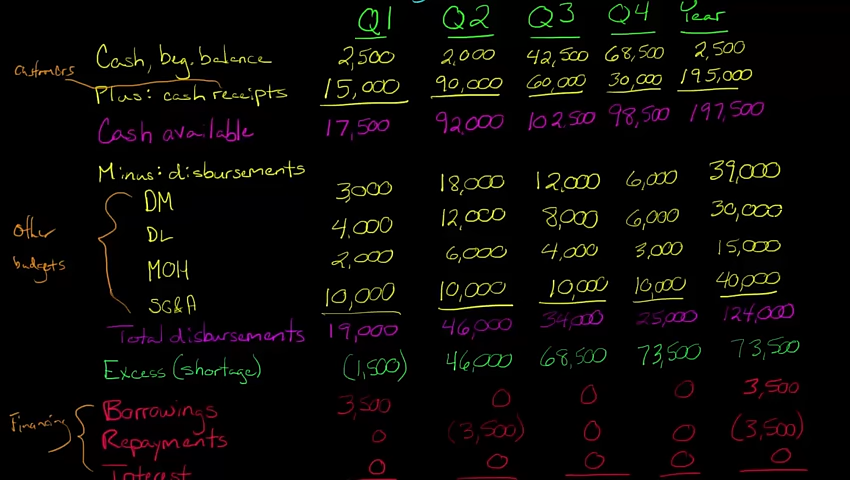 Q1 Q2 Q3 Q4 Year
Cash, beg. balance 2,500 2,000 42,500 68,500 2,500
customers
Plus: cash receipts 15,000 90,000 60,000 30,000 195,000
Cash available 17,500 92,000 102,500 98,500 197,500
Minus: disbursements
DM 3,000 18,000 12,000 6,000 39,000
DL 4,000 12,000 8,000 6,000 30,000
Other budgets
MOH 2,000 6,000 4,000 3,000 15,000
SG&A 10,000 10,000 10,000 10,000 40,000
Total disbursements 19,000 46,000 34,000 25,000 124,000
Excess (shortage) (1,500) 46,000 68,500 73,500 73,500
Financing
Borrowings 3,500 0 0 0 3,500
Repayments 0 (3,500) 0 0 (3,500)
Interest 0 0 0 0 0